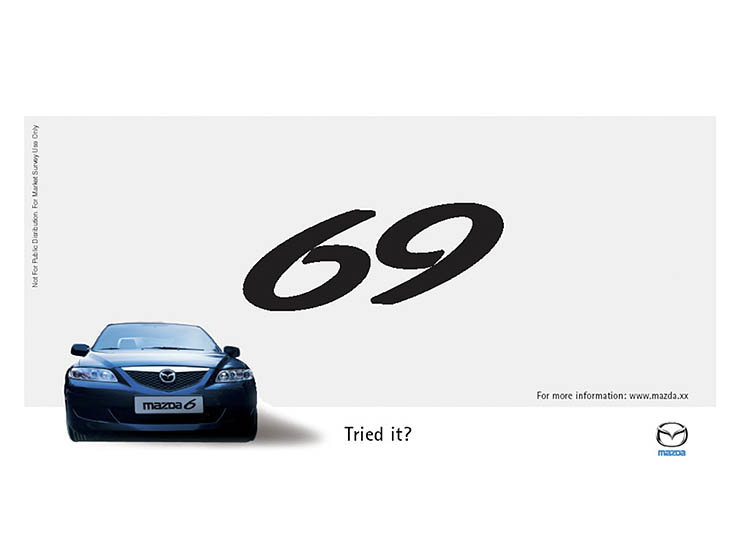 Not For Public Disribution For Market Survey Use Only
69
mazda6
For more information: www.mazda.xx
Tried it?
mazda